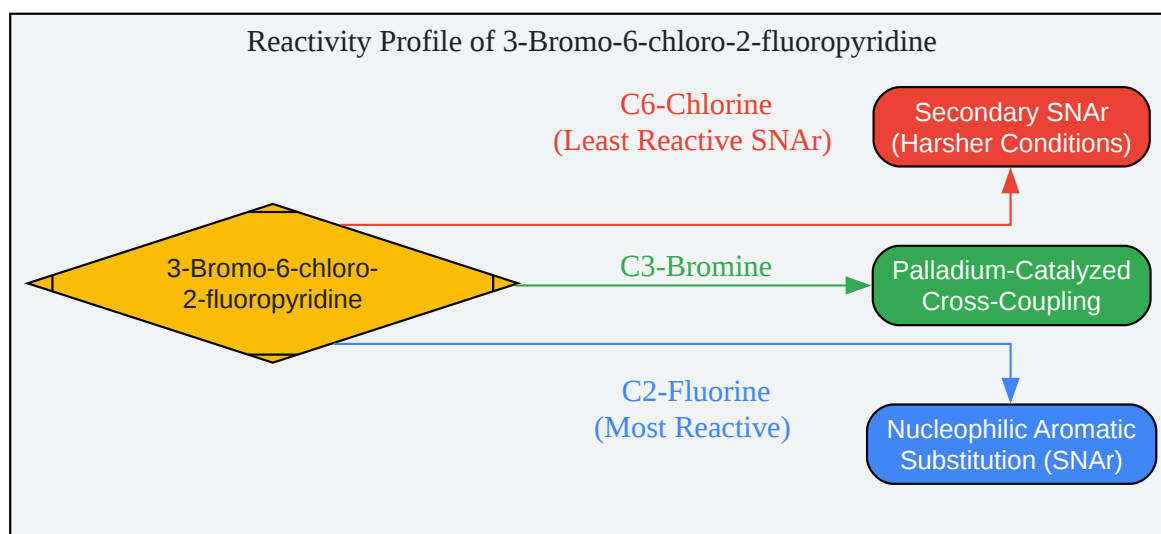 Reactivity Profile of 3-Bromo-6-chloro-2-fluoropyridine
C6-Chlorine
(Least Reactive SNAr)
Secondary SNAr
(Harsher Conditions)
3-Bromo-6-chloro-
2-fluoropyridine
C3-Bromine
Palladium-Catalyzed
Cross-Coupling
C2-Fluorine
(Most Reactive)
Nucleophilic Aromatic
Substitution (SNAr)